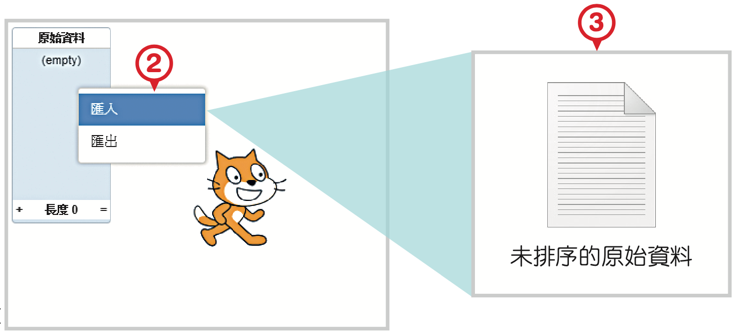 原始資料
(empty)
②
匯入
匯出
+ 長度 0 =
③
未排序的原始資料